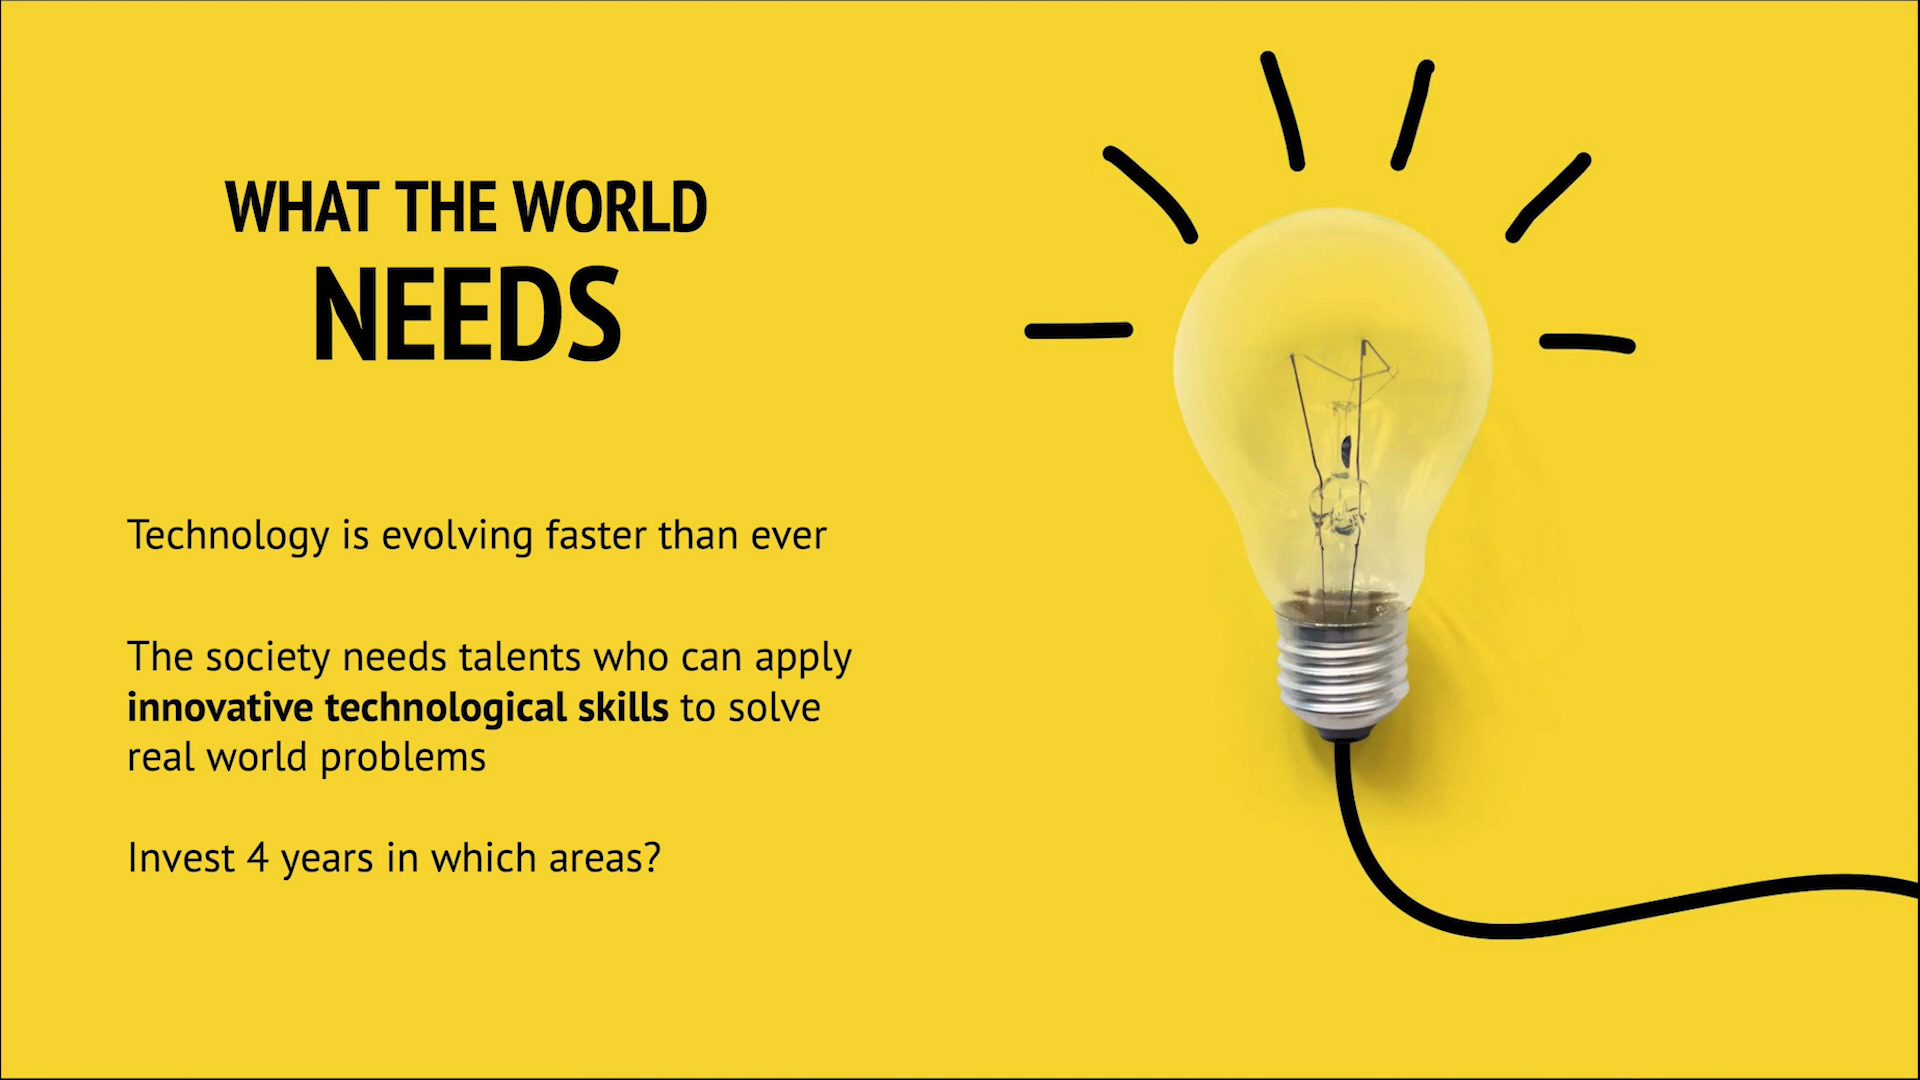 WHAT THE WORLD
NEEDS
Technology is evolving faster than ever
The society needs talents who can apply
innovative technological skills to solve
real world problems
Invest 4 years in which areas?